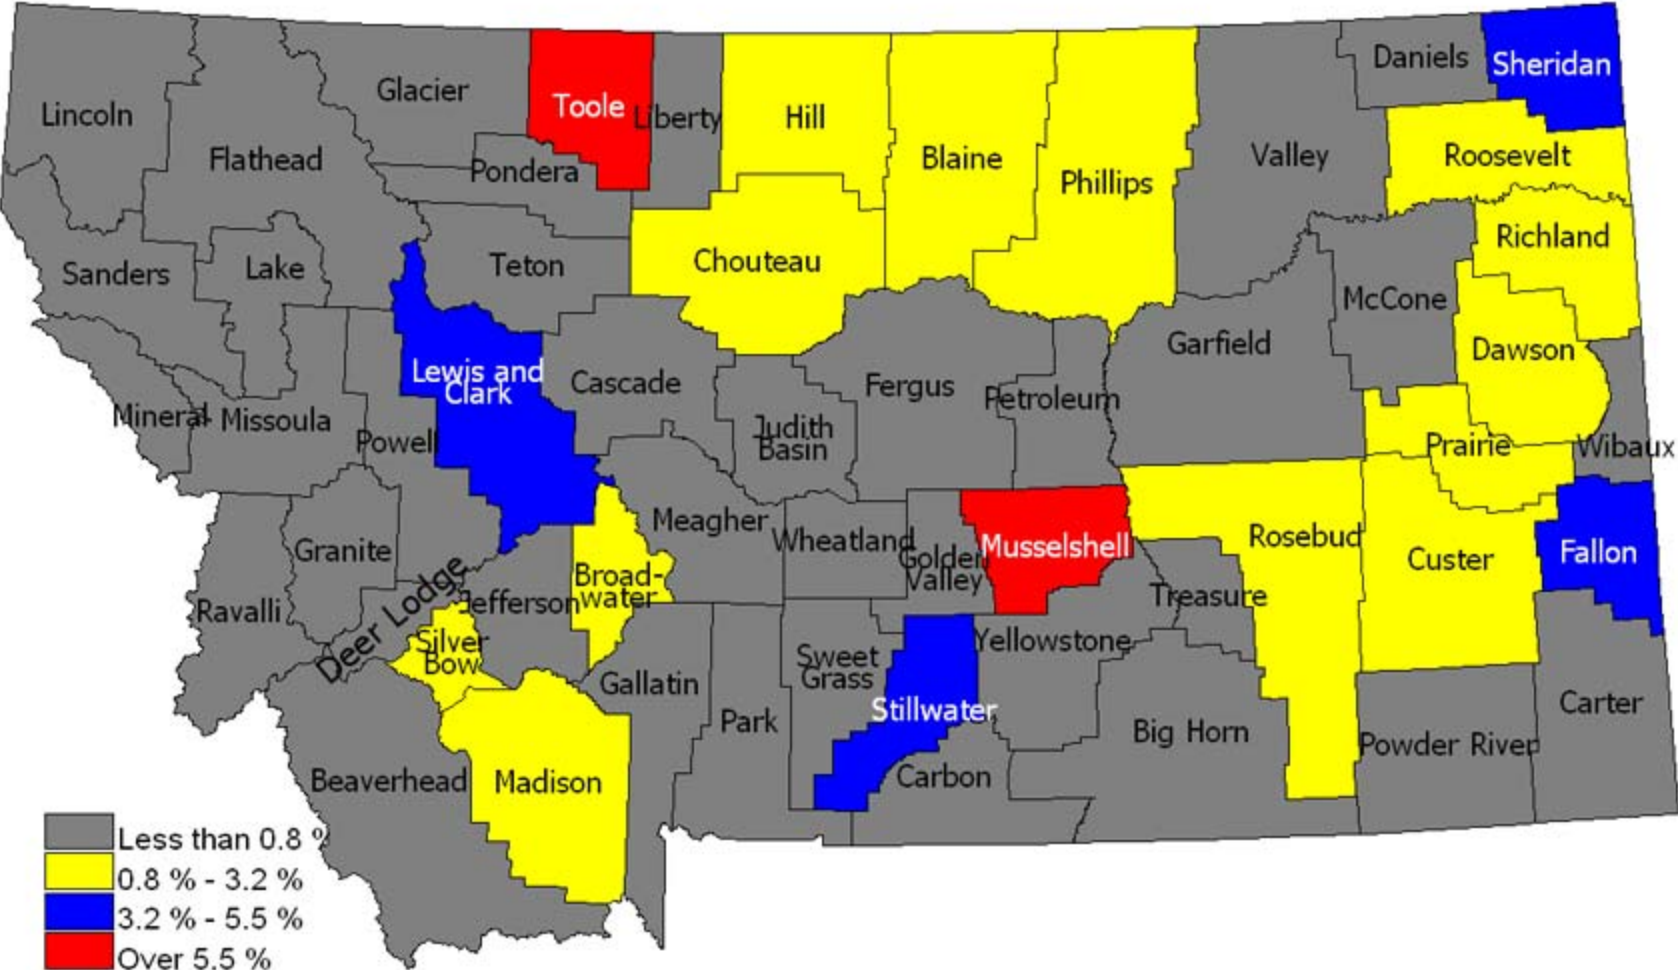 Lincoln
Flathead
Glacier
Toole
Liberty
Hill
Blaine
Phillips
Valley
Daniels
Sheridan
Roosevelt
Richland
Pondera
Teton
Chouteau
Sanders
Lake
McCone
Dawson
Garfield
Lewis and
Clark
Cascade
Fergus
Petroleum
Judith
Basin
Mineral
Missoula
Powell
Prairie
Wibaux
Meagher
Wheatland
Golden
Valley
Musselshell
Rosebud
Custer
Fallon
Granite
Ravalli
Deer Lodge
Jefferson
Broad-
water
Treasure
Silver
Bow
Gallatin
Park
Sweet
Grass
Stillwater
Yellowstone
Big Horn
Carbon
Powder River
Carter
Beaverhead
Madison
Less than 0.8 %
0.8 % - 3.2 %
3.2 % - 5.5 %
Over 5.5 %